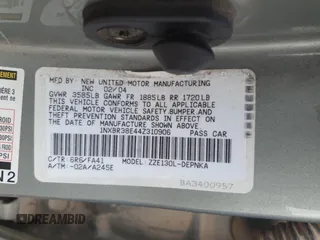 MFD BY: NEW UNITED MOTOR MANUFACTURING
INC 02/04
GVWR 3585LB GAWR FR 1885LB RR 1720LB
THIS VEHICLE CONFORMS TO ALL APPLICABLE
FEDERAL MOTOR VEHICLE SAFETY BUMPER,
AND THEFT PREVENTION STANDARDS IN EFFECT
ON THE DATE OF MANUFACTURE SHOWN ABOVE.
1NXBR38E44Z310906 PASS CAR
C/TR: 6R6/FA41 MODEL: ZZE130L-DEPNKA
A/TM: -02A/A245E
BA3400957
N2
DREAMBID